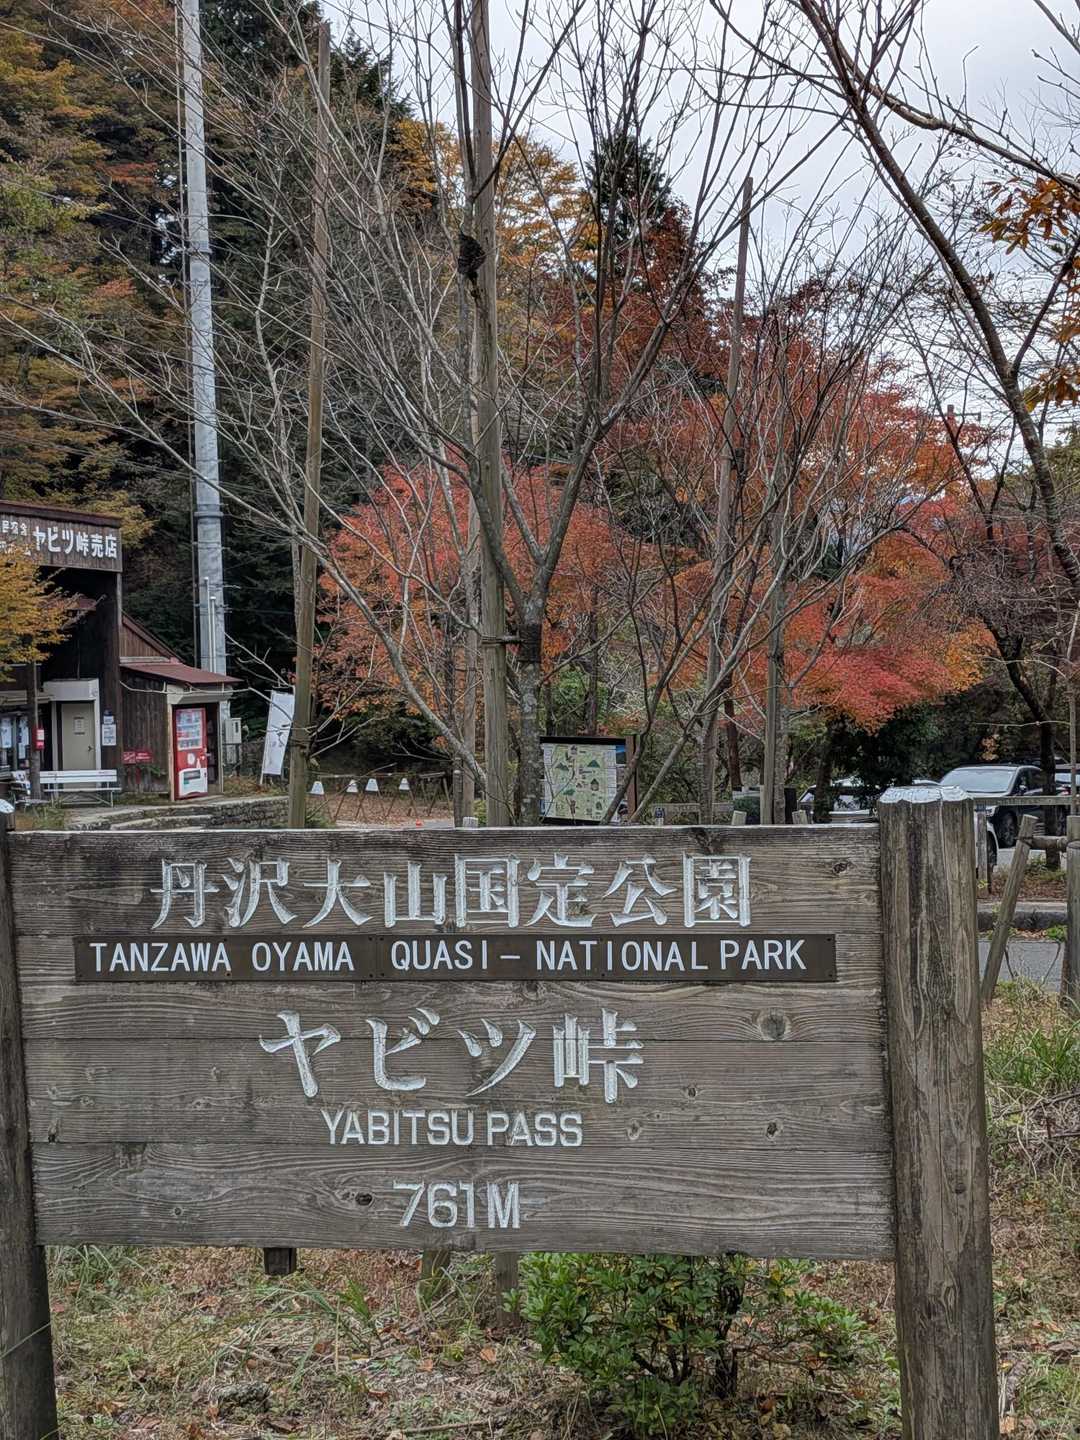 ヤビツ峠売店
丹沢大山国定公園
TANZAWA OYAMA QUASI-NATIONAL PARK
ヤビツ峠
YABITSU PASS
761M